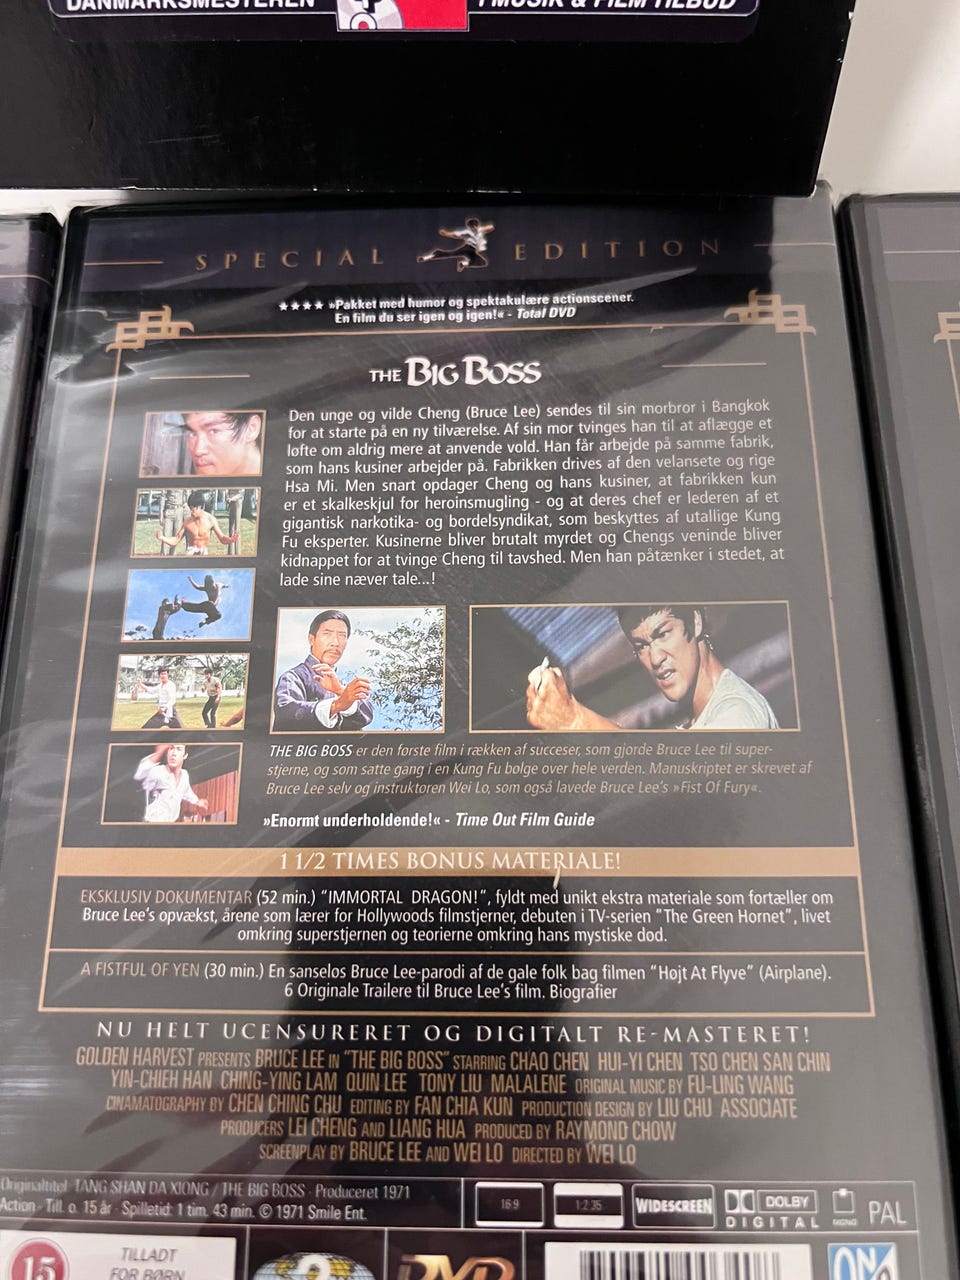 DANMARKSMESTEREN I MUSIK & FILM TILBUD
SPECIAL EDITION
★★★★ »Pakket med humor og spektakulære actionscener.
En film du ser igen og igen!« - Total DVD
THE BIG BOSS
Den unge og vilde Cheng (Bruce Lee) sendes til sin morbror i Bangkok
for at starte på en ny tilværelse. Af sin mor tvinges han til at aflægge et
løfte om aldrig mere at anvende vold. Han får arbejde på samme fabrik,
som hans kusiner arbejder på. Fabrikken drives af den velansete og rige
Hsa Mi. Men snart opdager Cheng og hans kusiner, at fabrikken kun
er et skalkeskjul for heroinsmugling - og at deres chef er lederen af et
gigantisk narkotika- og bordelsyndikat, som beskyttes af utallige Kung
Fu eksperter. Kusinerne bliver brutalt myrdet og Chengs veninde bliver
kidnappet for at tvinge Cheng til tavshed. Men han påtænker i stedet, at
lade sine næver tale...!
THE BIG BOSS er den første film i rækken af succeser, som gjorde Bruce Lee til super-
stjerne, og som satte gang i en Kung Fu bølge over hele verden. Manuskriptet er skrevet af
Bruce Lee selv og instruktøren Wei Lo, som også lavede Bruce Lee's »Fist Of Fury«.
»Enormt underholdende!« - Time Out Film Guide
1 1/2 TIMES BONUS MATERIALE!
EKSKLUSIV DOKUMENTAR (52 min.) "IMMORTAL DRAGON!", fyldt med unikt ekstra materiale som fortæller om
Bruce Lee's opvækst, årene som lærer for Hollywoods filmstjerner, debuten i TV-serien "The Green Hornet", livet
omkring superstjernen og teorierne omkring hans mystiske død.
A FISTFUL OF YEN (30 min.) En sanseløs Bruce Lee-parodi af de gale folk bag filmen "Højt At Flyve" (Airplane).
6 Originale Trailere til Bruce Lee's film. Biografier
NU HELT UCENSURERET OG DIGITALT RE-MASTERET!
GOLDEN HARVEST PRESENTS BRUCE LEE IN "THE BIG BOSS" STARRING CHAO CHEN HUI-YI CHEN TSO CHEN SAN CHIN
YIN-CHIEH HAN CHING-YING LAM QUIN LEE TONY LIU MALALENE ORIGINAL MUSIC BY FU-LING WANG
CINAMATOGRAPHY BY CHEN CHING CHU EDITING BY FAN CHIA KUN PRODUCTION DESIGN BY LIU CHU ASSOCIATE
PRODUCERS LEI CHENG AND LIANG HUA PRODUCED BY RAYMOND CHOW
SCREENPLAY BY BRUCE LEE AND WEI LO DIRECTED BY WEI LO
Originaltitel: TANG SHAN DA XIONG / THE BIG BOSS · Produceret 1971
Action · Till. o. 15 år · Spilletid: 1 tim. 43 min. © 1971 Smile Ent.
16:9
1:2.35
WIDESCREEN
DOLBY
DIGITAL
MONO
PAL
15
TILLADT
FOR BØRN
DVD